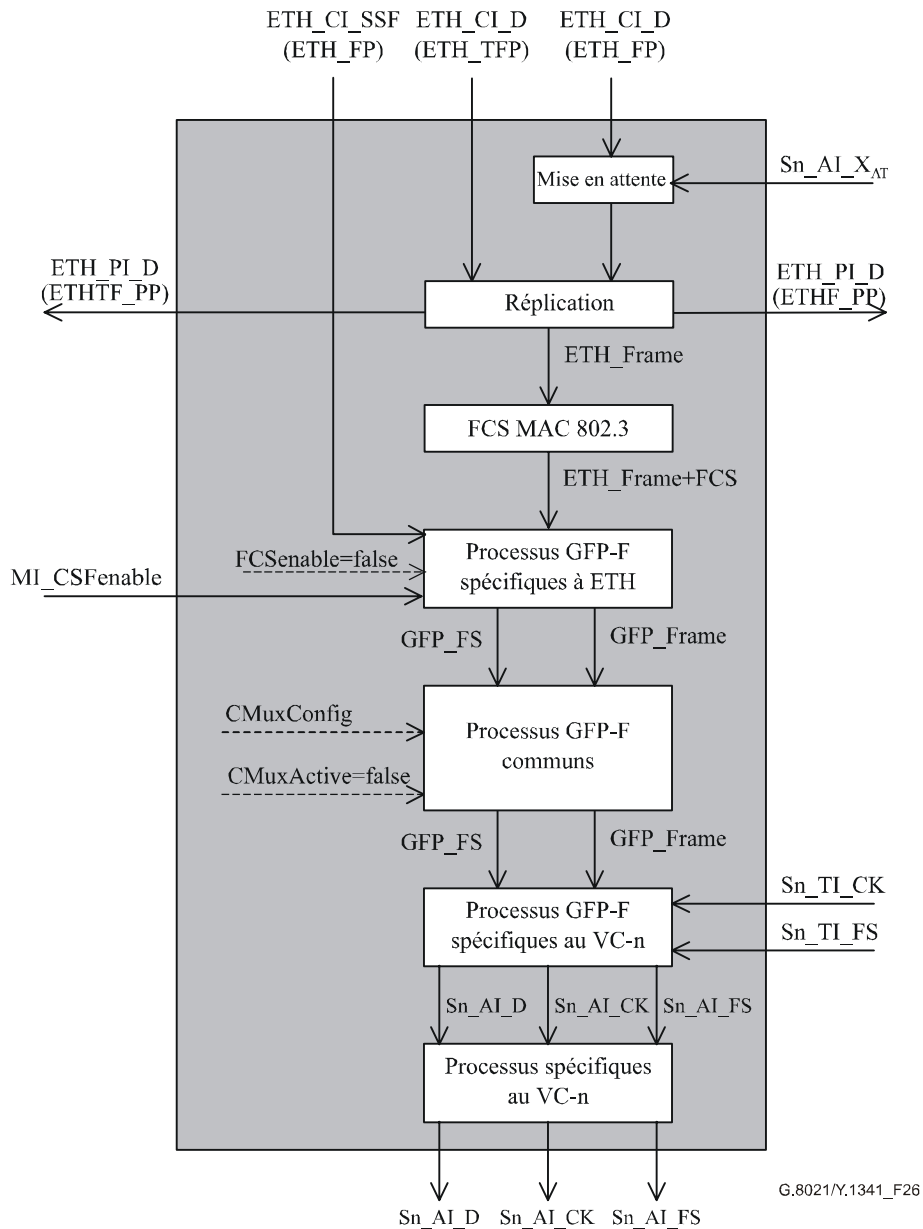 ETH_CI_SSF
(ETH_FP)
ETH_CI_D
(ETH_TFP)
ETH_CI_D
(ETH_FP)
Mise en attente
Sn_AI_X_AT
ETH_PI_D
(ETHTF_PP)
Réplication
ETH_PI_D
(ETHF_PP)
ETH_Frame
FCS MAC 802.3
ETH_Frame+FCS
FCSenable=false
Processus GFP-F
spécifiques à ETH
MI_CSFenable
GFP_FS
GFP_Frame
CMuxConfig
Processus GFP-F
communs
CMuxActive=false
GFP_FS
GFP_Frame
Sn_TI_CK
Processus GFP-F
spécifiques au VC-n
Sn_TI_FS
Sn_AI_D
Sn_AI_CK
Sn_AI_FS
Processus spécifiques
au VC-n
G.8021/Y.1341_F26
Sn_AI_D
Sn_AI_CK
Sn_AI_FS